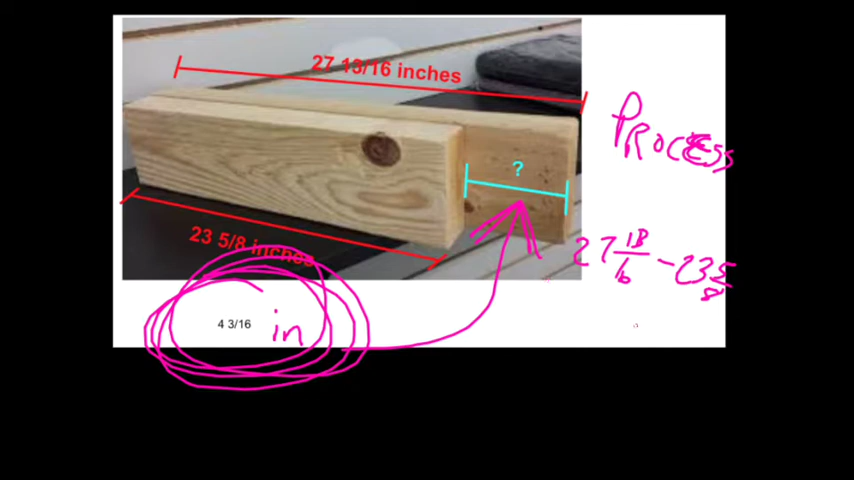 27 13/16 inches
PROCESS
?
23 5/8 inches
27 13/16 - 23 5/8
4 3/16 in